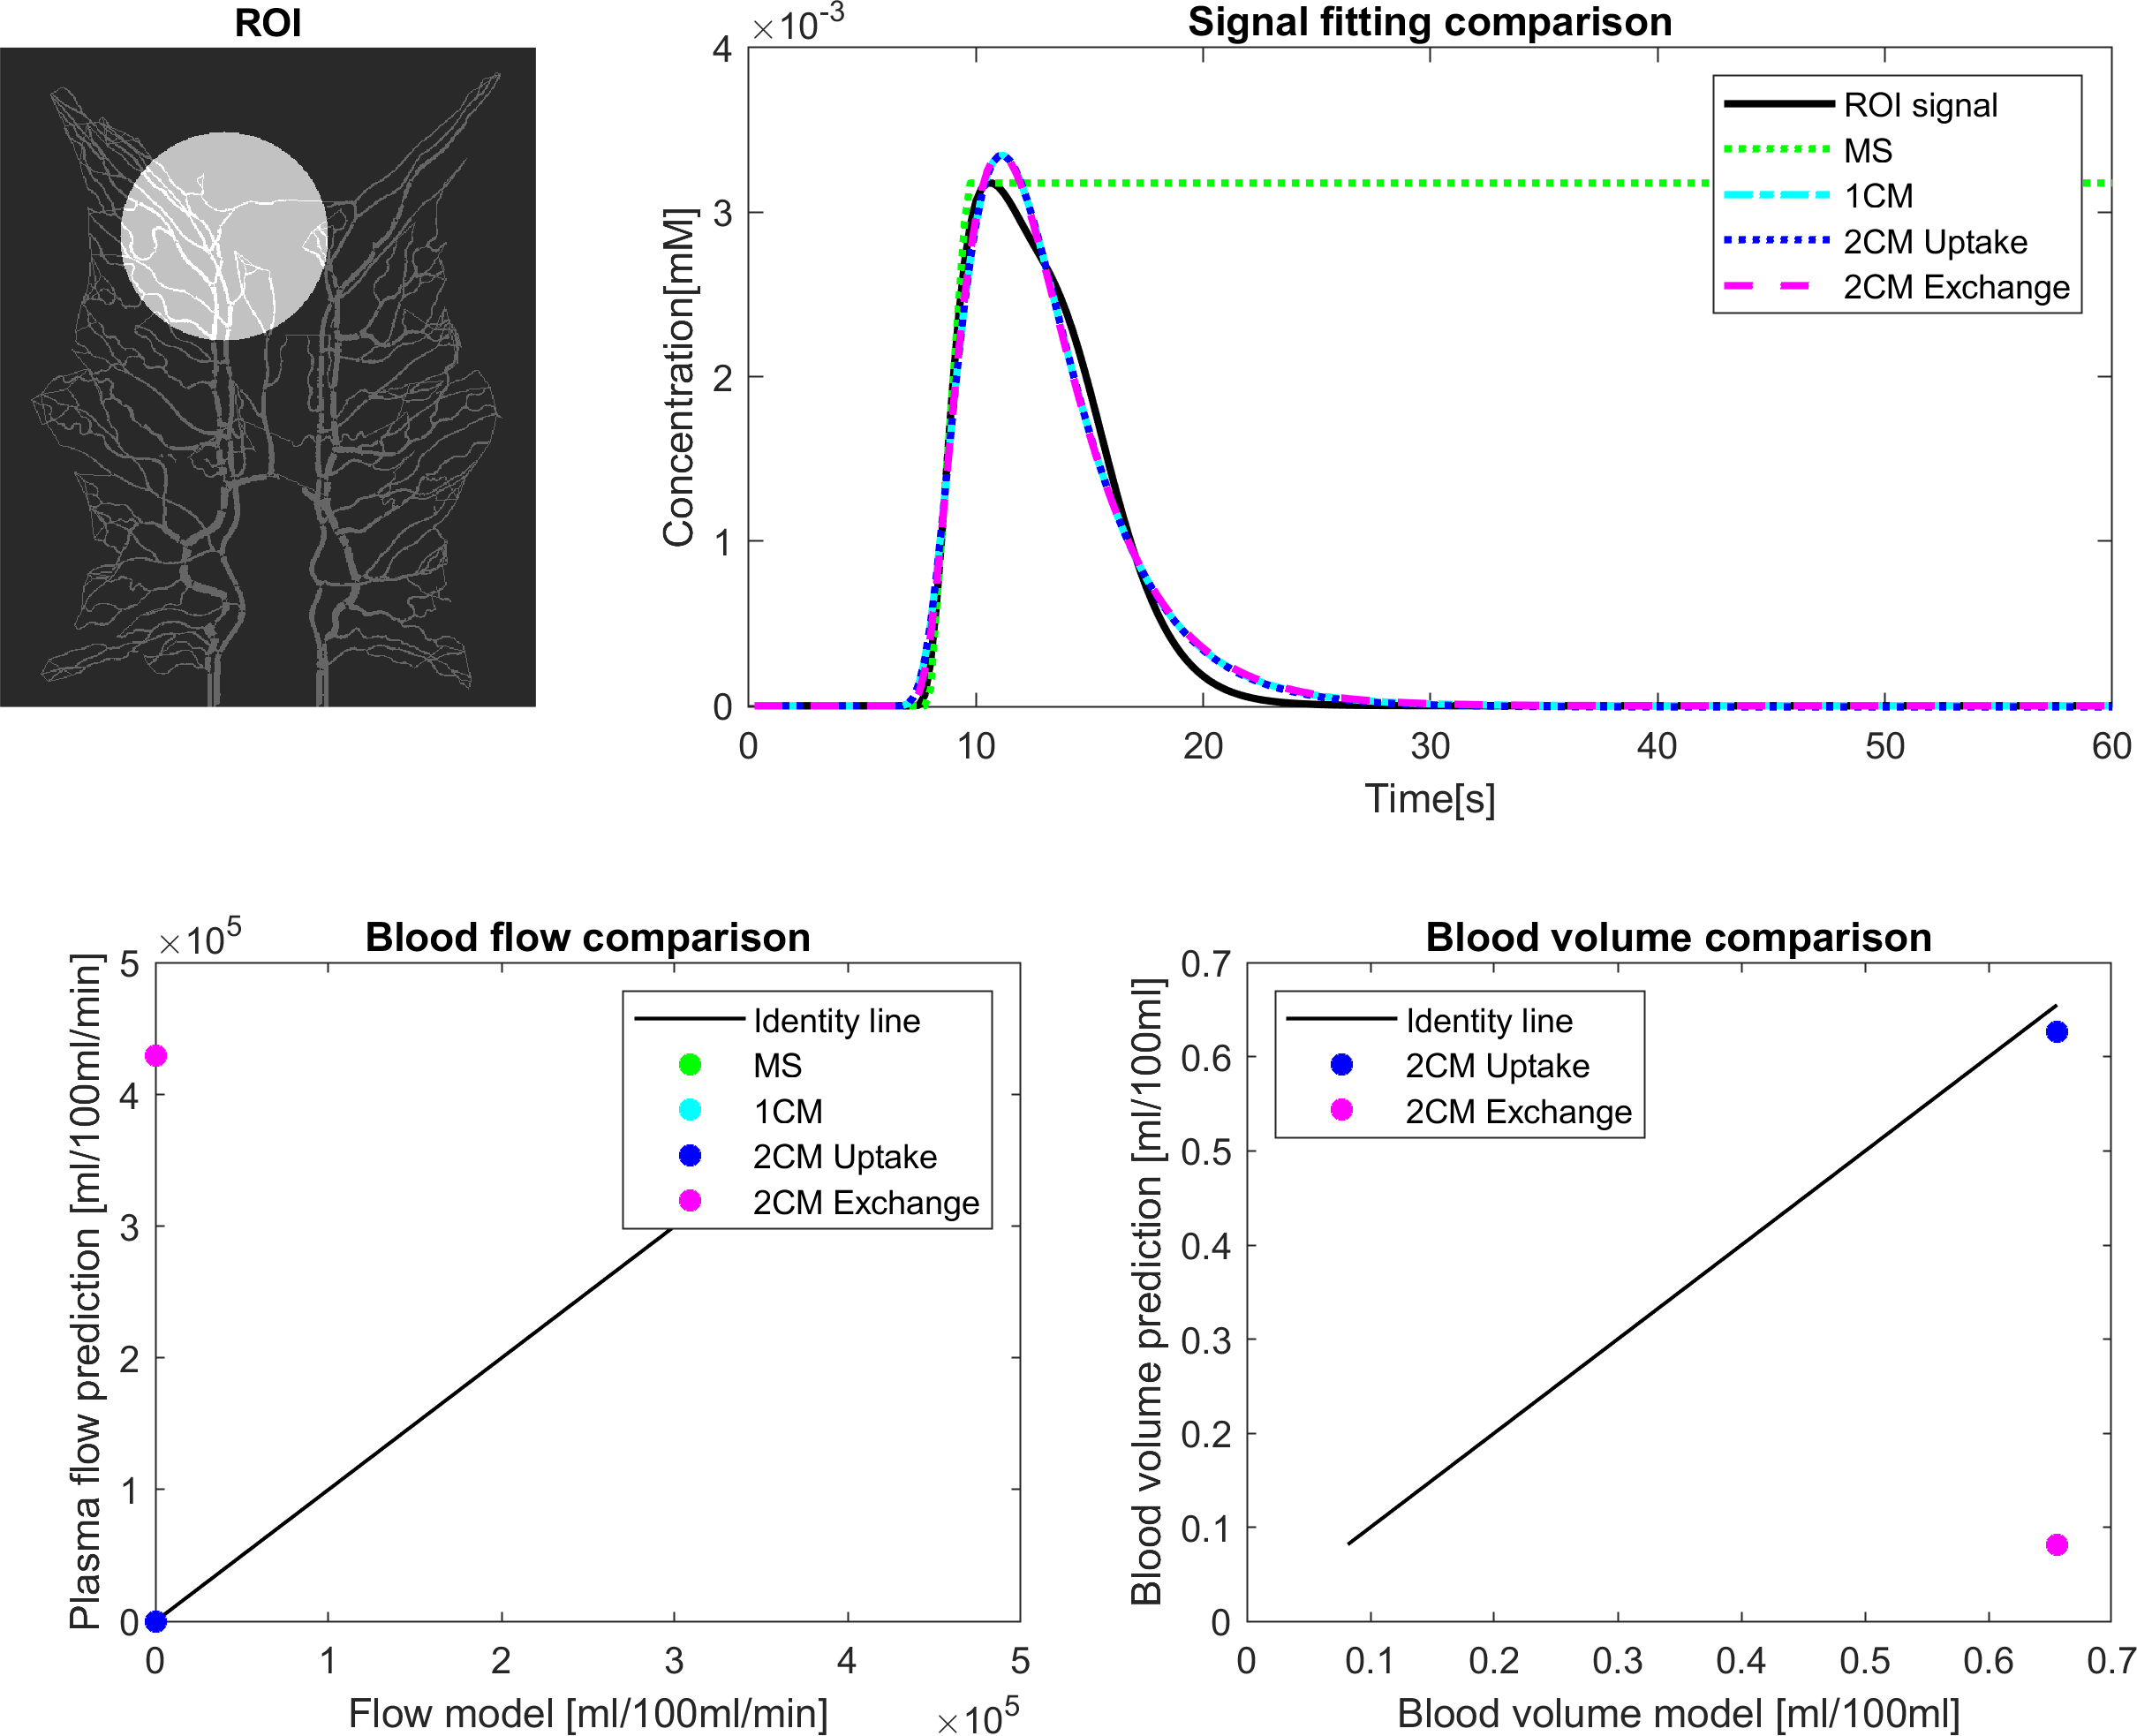 ROI
Signal fitting comparison
×10^-3
4
3
2
1
0
Concentration[mM]
0 10 20 30 40 50 60
Time[s]
ROI signal
MS
1CM
2CM Uptake
2CM Exchange
Blood flow comparison
×10^5
5
4
3
2
1
0
Plasma flow prediction [ml/100ml/min]
Identity line
MS
1CM
2CM Uptake
2CM Exchange
0 1 2 3 4 5
Flow model [ml/100ml/min]
×10^5
Blood volume comparison
0.7
0.6
0.5
0.4
0.3
0.2
0.1
0
Blood volume prediction [ml/100ml]
Identity line
2CM Uptake
2CM Exchange
0 0.1 0.2 0.3 0.4 0.5 0.6 0.7
Blood volume model [ml/100ml]